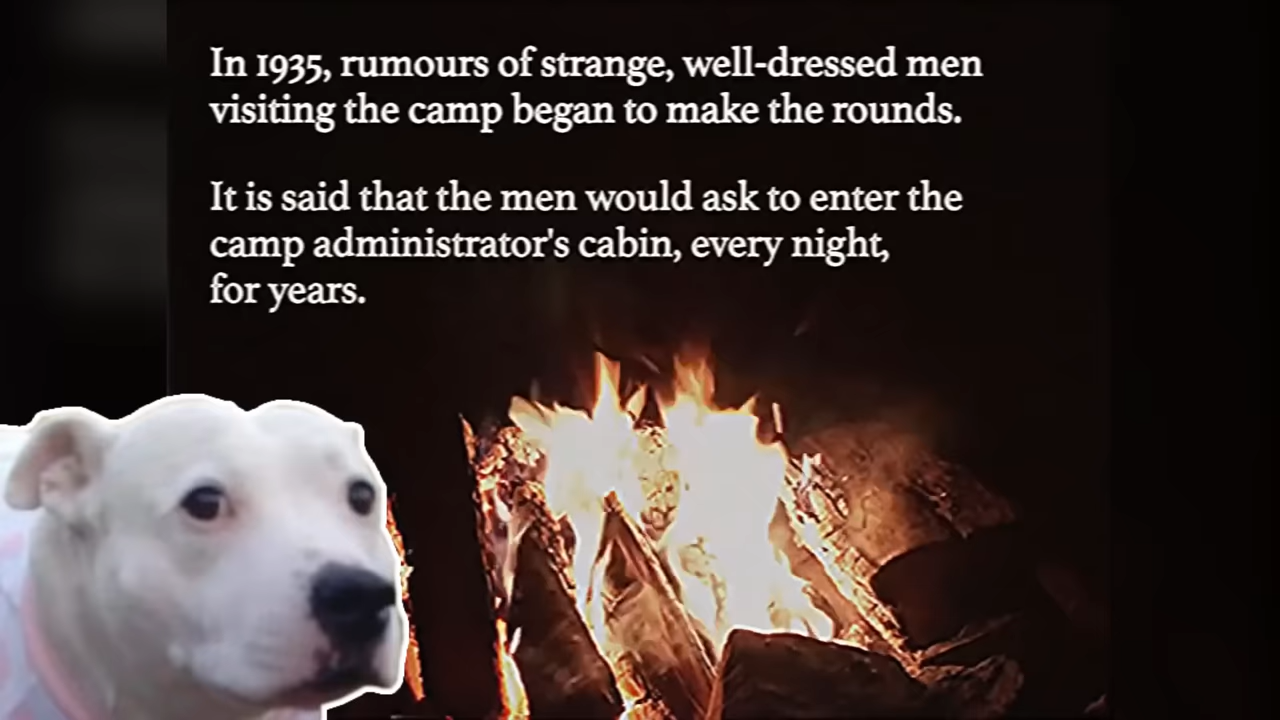 In 1935, rumours of strange, well-dressed men
visiting the camp began to make the rounds.
It is said that the men would ask to enter the
camp administrator's cabin, every night,
for years.